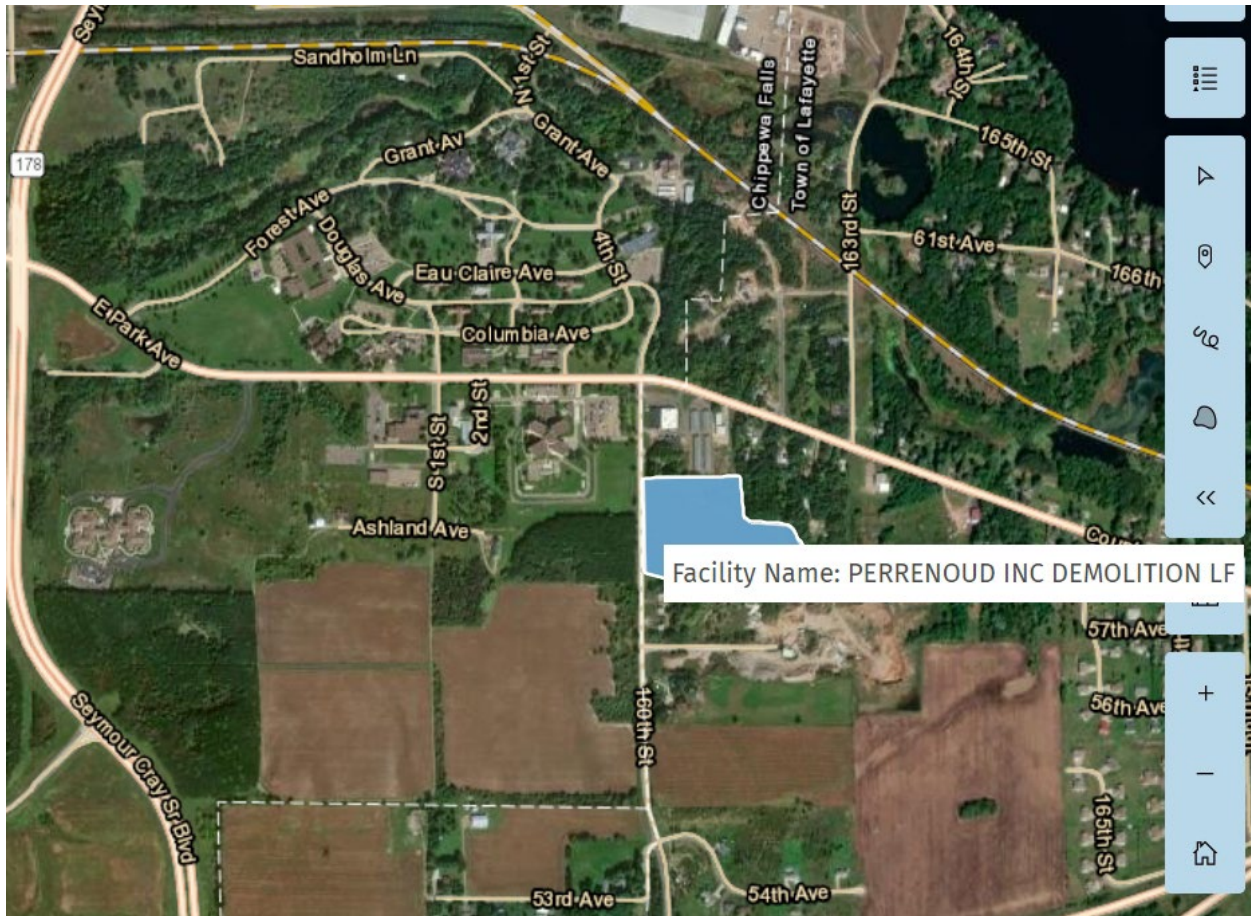 Seym
Sandholm Ln
N 1st St
164th St
Chippewa Falls
Town of Lafayette
165th St
178
Grant Av
Grant Ave
Forest Ave
Douglas Ave
4th St
163rd St
61st Ave
166th
Eau Claire Ave
E Park Ave
Columbia Ave
2nd St
S 1st St
Ashland Ave
Coun
Facility Name: PERRENOUD INC DEMOLITION LF
57th Ave
56th Ave
160th St
Seymour Cray Sr Blvd
165th St
53rd Ave
54th Ave